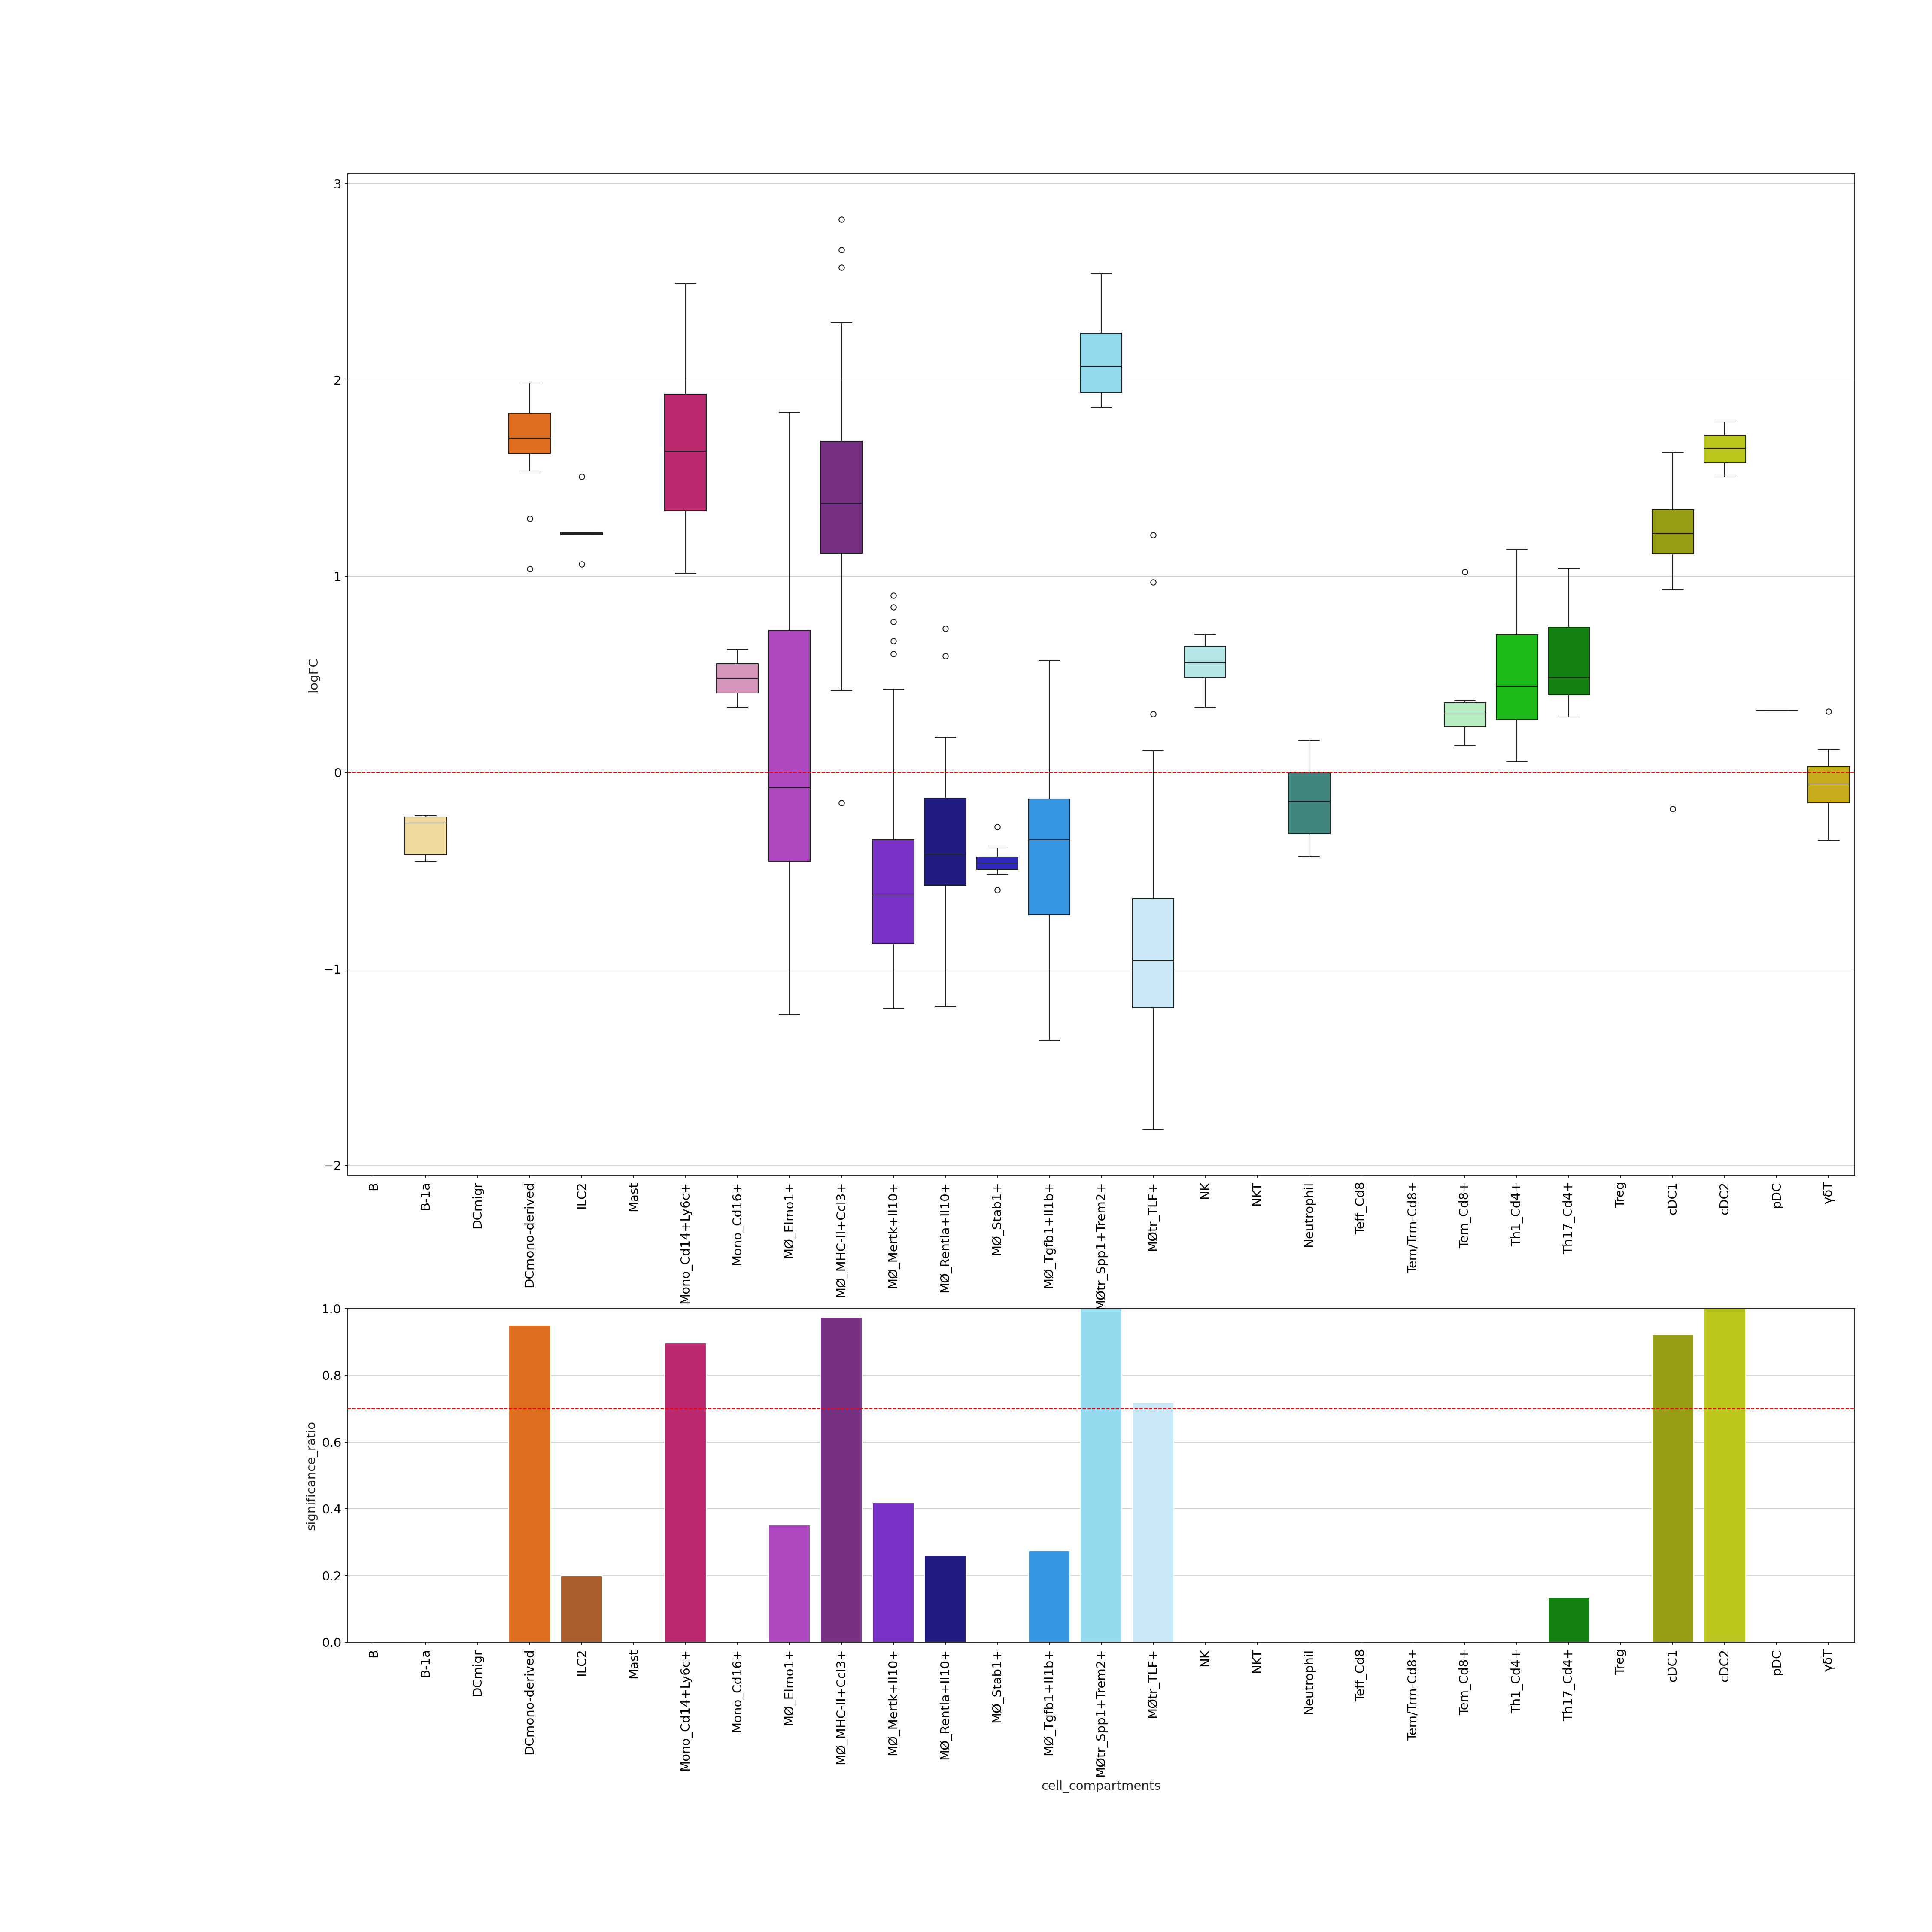 3
2
1
0
−1
−2
logFC
B
B-1a
DCmigr
DCmono-derived
ILC2
Mast
Mono_Cd14+Ly6c+
Mono_Cd16+
MØ_Elmo1+
MØ_MHC-II+Ccl3+
MØ_Mertk+Il10+
MØ_Rentla+Il10+
MØ_Stab1+
MØ_Tgfb1+Il1b+
MØtr_Spp1+Trem2+
MØtr_TLF+
NK
NKT
Neutrophil
Teff_Cd8
Tem/Trm-Cd8+
Tem_Cd8+
Th1_Cd4+
Th17_Cd4+
Treg
cDC1
cDC2
pDC
γδT
1.0
0.8
0.6
0.4
0.2
0.0
significance_ratio
B
B-1a
DCmigr
DCmono-derived
ILC2
Mast
Mono_Cd14+Ly6c+
Mono_Cd16+
MØ_Elmo1+
MØ_MHC-II+Ccl3+
MØ_Mertk+Il10+
MØ_Rentla+Il10+
MØ_Stab1+
MØ_Tgfb1+Il1b+
MØtr_Spp1+Trem2+
MØtr_TLF+
NK
NKT
Neutrophil
Teff_Cd8
Tem/Trm-Cd8+
Tem_Cd8+
Th1_Cd4+
Th17_Cd4+
Treg
cDC1
cDC2
pDC
γδT
cell_compartments